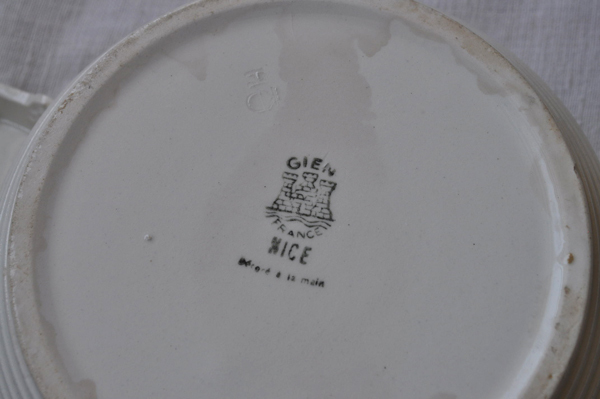 GIEN
FRANCE
NICE
Décoré à la main